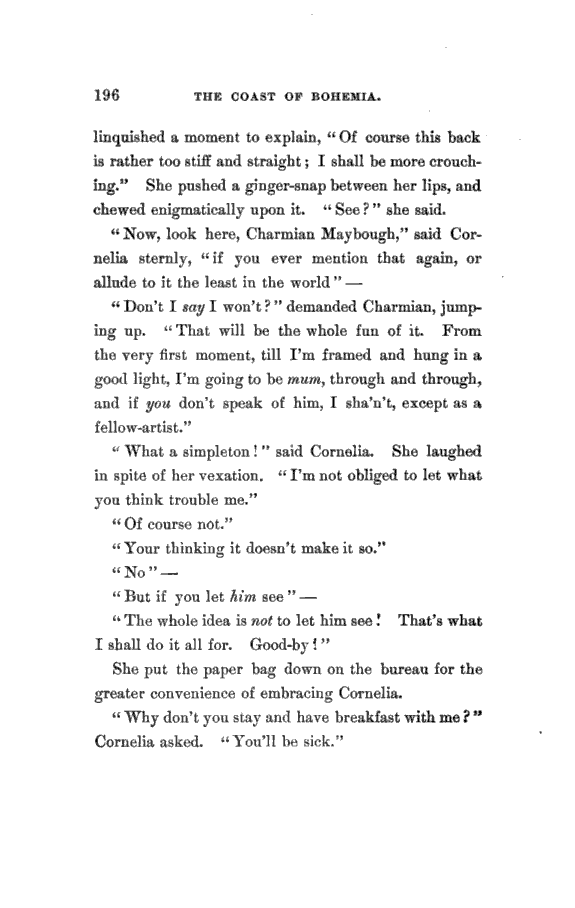 196 THE COAST OF BOHEMIA.
linquished a moment to explain, “Of course this back
is rather too stiff and straight; I shall be more crouch-
ing.” She pushed a ginger-snap between her lips, and
chewed enigmatically upon it. “See?” she said.
“Now, look here, Charmian Maybough,” said Cor-
nelia sternly, “if you ever mention that again, or
allude to it the least in the world”—
“Don’t I say I won’t?” demanded Charmian, jump-
ing up. “That will be the whole fun of it. From
the very first moment, till I’m framed and hung in a
good light, I’m going to be mum, through and through,
and if you don’t speak of him, I sha’n’t, except as a
fellow-artist.”
“What a simpleton!” said Cornelia. She laughed
in spite of her vexation. “I’m not obliged to let what
you think trouble me.”
“Of course not.”
“Your thinking it doesn’t make it so.”
“No”—
“But if you let him see”—
“The whole idea is not to let him see! That’s what
I shall do it all for. Good-by!”
She put the paper bag down on the bureau for the
greater convenience of embracing Cornelia.
“Why don’t you stay and have breakfast with me?”
Cornelia asked. “You’ll be sick.”